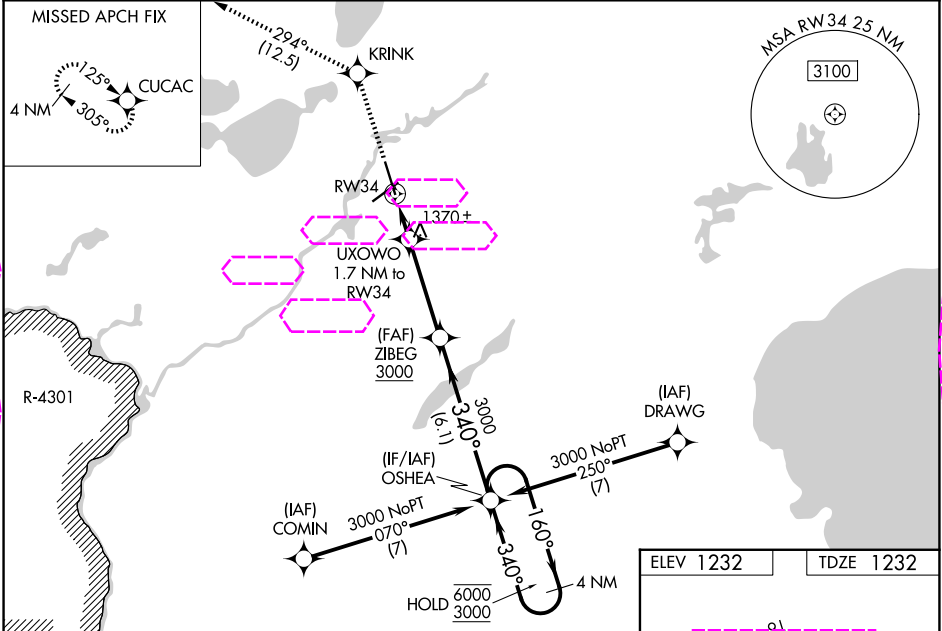 MISSED APCH FIX
125°
CUCAC
4 NM
305°
294°
(12.5)
KRINK
MSA RW34 25 NM
3100
RW34
1370 ±
UXOWO
1.7 NM to
RW34
(FAF)
ZIBEG
3000
R-4301
3000
340°
(6.1)
(IAF)
DRAWG
(IF/IAF)
OSHEA
3000 NoPT
250°
(7)
(IAF)
COMIN
3000 NoPT
070°
(7)
160°
340°
4 NM
HOLD
6000
3000
ELEV 1232
TDZE 1232